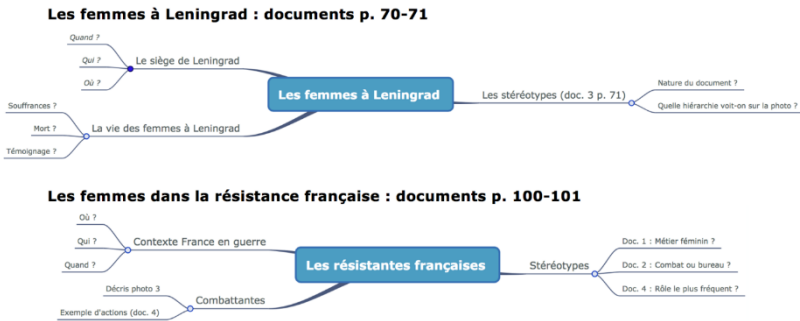 Les femmes à Leningrad : documents p. 70-71
Quand ?
Qui ?
Où ?
Le siège de Leningrad
Souffrances ?
Mort ?
Témoignage ?
La vie des femmes à Leningrad
Les femmes à Leningrad
Les stéréotypes (doc. 3 p. 71)
Nature du document ?
Quelle hiérarchie voit-on sur la photo ?
Les femmes dans la résistance française : documents p. 100-101
Où ?
Qui ?
Quand ?
Contexte France en guerre
Décris photo 3
Exemple d'actions (doc. 4)
Combattantes
Les résistantes françaises
Stéréotypes
Doc. 1 : Métier féminin ?
Doc. 2 : Combat ou bureau ?
Doc. 4 : Rôle le plus fréquent ?